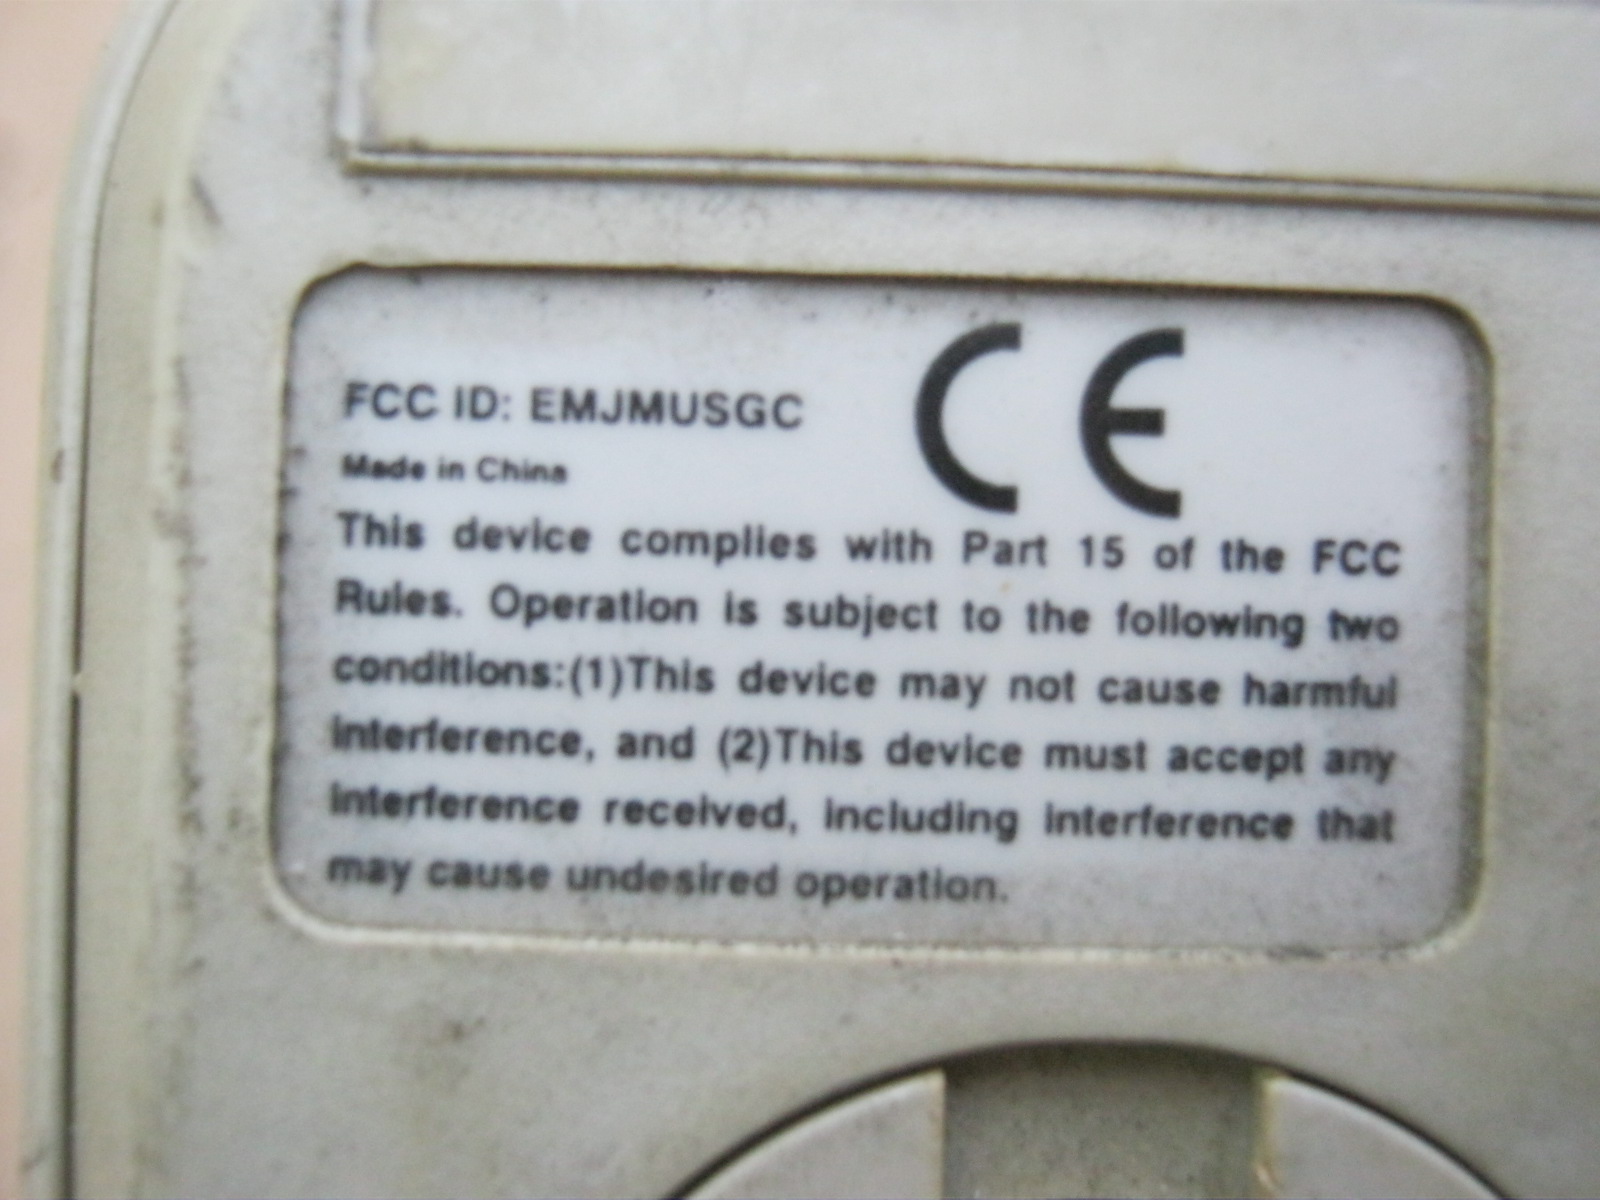 FCC ID: EMJMUSGC
CE
Made in China
This device complies with Part 15 of the FCC
Rules. Operation is subject to the following two
conditions:(1)This device may not cause harmful
interference, and (2)This device must accept any
interference received, including interference that
may cause undesired operation.